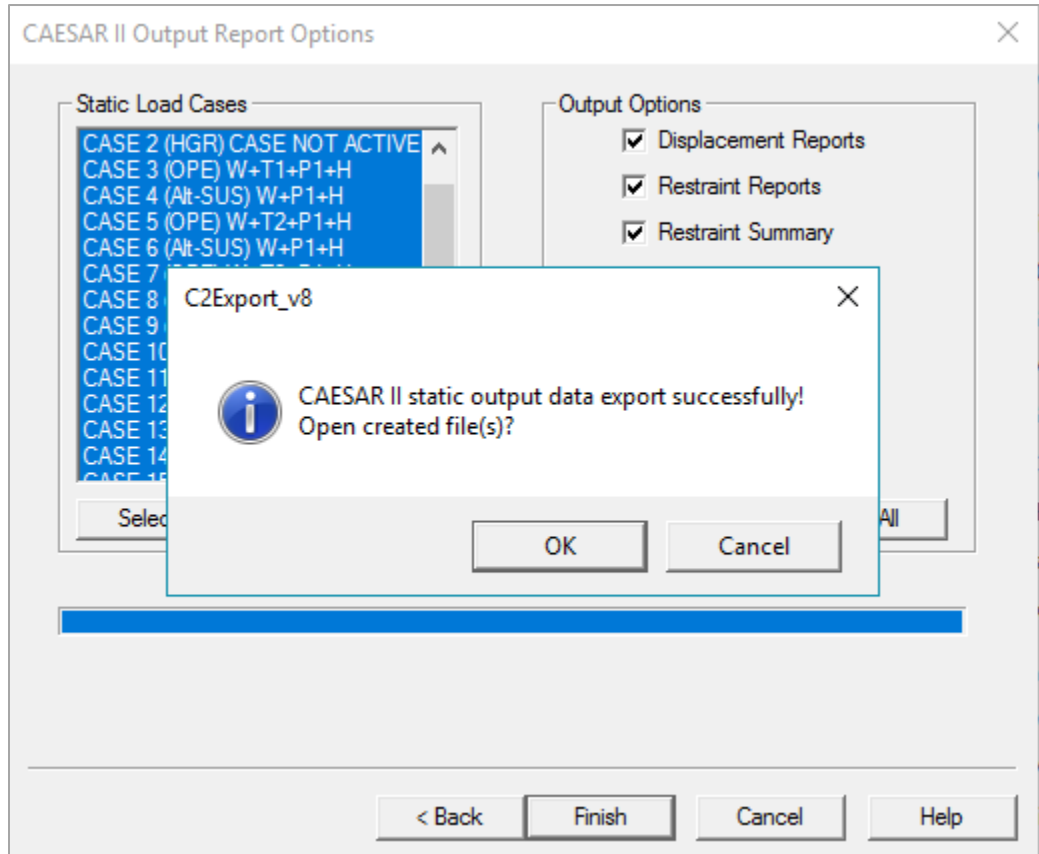 CAESAR II Output Report Options
Static Load Cases
CASE 2 (HGR) CASE NOT ACTIVE
CASE 3 (OPE) W+T1+P1+H
CASE 4 (Alt-SUS) W+P1+H
CASE 5 (OPE) W+T2+P1+H
CASE 6 (Alt-SUS) W+P1+H
CASE 7
CASE 8
CASE 9
CASE 10
CASE 11
CASE 12
CASE 13
CASE 14
CASE 15
Output Options
Displacement Reports
Restraint Reports
Restraint Summary
C2Export_v8
CAESAR II static output data export successfully!
Open created file(s)?
OK
Cancel
All
< Back
Finish
Cancel
Help